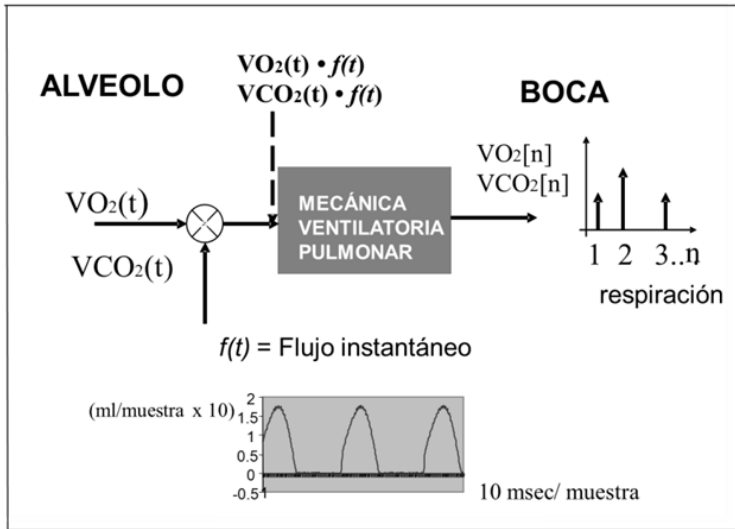 VO₂(t) • f(t)
VCO₂(t) • f(t)
ALVEOLO
BOCA
VO₂[n]
VCO₂[n]
VO₂(t)
VCO₂(t)
MECÁNICA
VENTILATORIA
PULMONAR
1 2 3..n
respiración
f(t) = Flujo instantáneo
(ml/muestra x 10)
2
1.5
1
0.5
0
-0.5
1
10 msec/ muestra